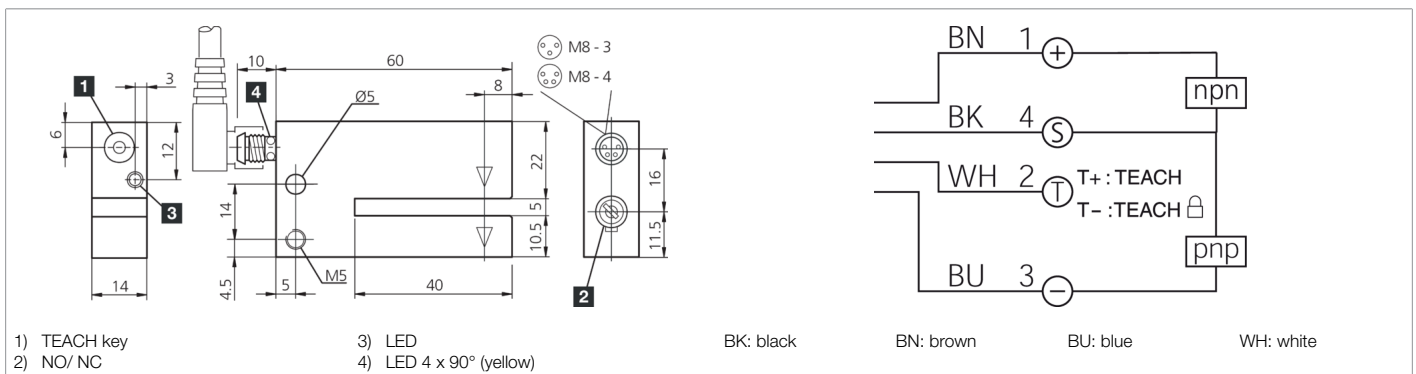 M8 - 3
M8 - 4
10
60
3
8
1
4
Ø5
6
12
22
14
5
16
3
10.5
11.5
M5
14
4.5
5
40
2
BN 1 +
npn
BK 4 S
WH 2 T T+ : TEACH
T– : TEACH
pnp
BU 3 –
1) TEACH key
2) NO/ NC
3) LED
4) LED 4 x 90° (yellow)
BK: black
BN: brown
BU: blue
WH: white